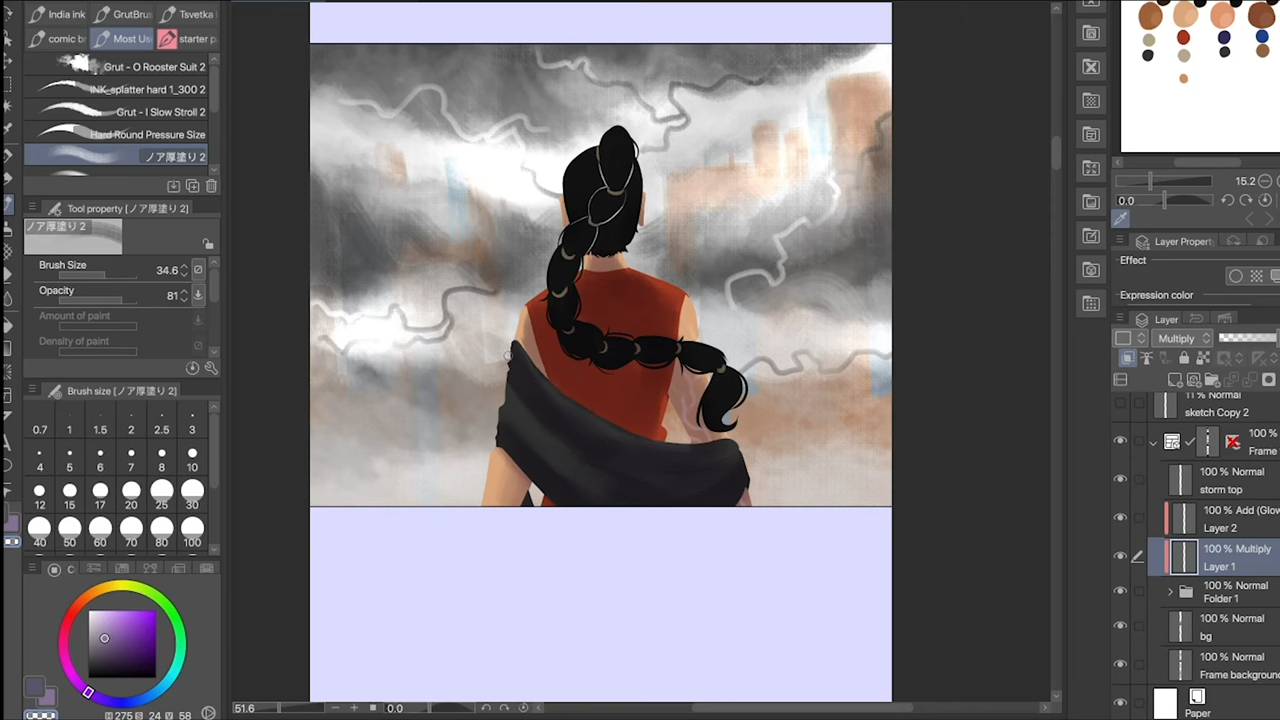 India ink
GrutBrus
Tsvetka
comic br
Most Us
starter p
Grut - O Rooster Suit 2
INK_splatter hard 1_300 2
Grut - I Slow Stroll 2
Hard Round Pressure Size
ノア厚塗り 2
Tool property [ノア厚塗り 2]
ノア厚塗り 2
Brush Size 34.6
Opacity 81
Amount of paint
Density of paint
Brush size [ノア厚塗り 2]
0.7 1 1.5 2 2.5 3
4 5 6 7 8 10
12 15 17 20 25 30
40 50 60 70 80 100
C
H 275 S 24 V 58
51.6
0.0
15.2
0.0
Layer Propert
Effect
Expression color
Layer
Multiply
11 % Normal
sketch Copy 2
100 %
Frame
100 % Normal
storm top
100 % Add (Glow
Layer 2
100 % Multiply
Layer 1
100 % Normal
Folder 1
100 % Normal
bg
100 % Normal
Frame background
Paper